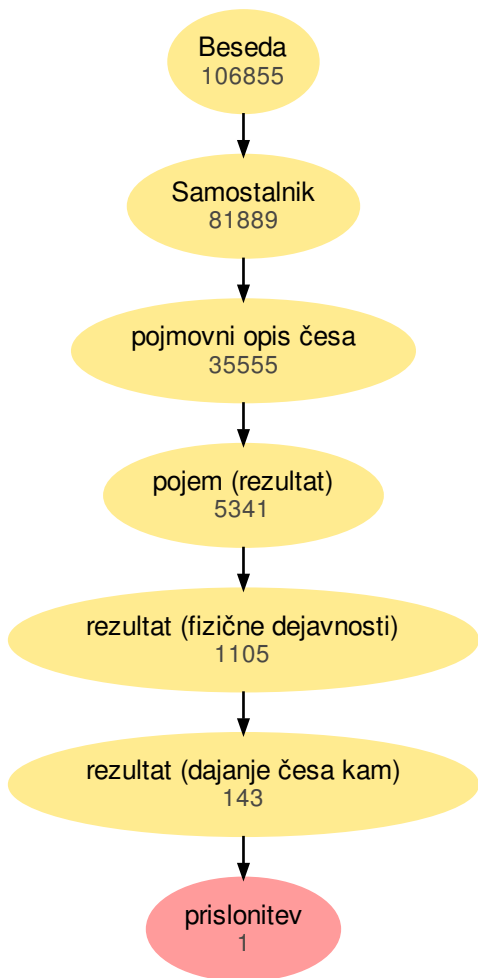 Beseda
106855
Samostalnik
81889
pojmovni opis česa
35555
pojem (rezultat)
5341
rezultat (fizične dejavnosti)
1105
rezultat (dajanje česa kam)
143
prislonitev
1